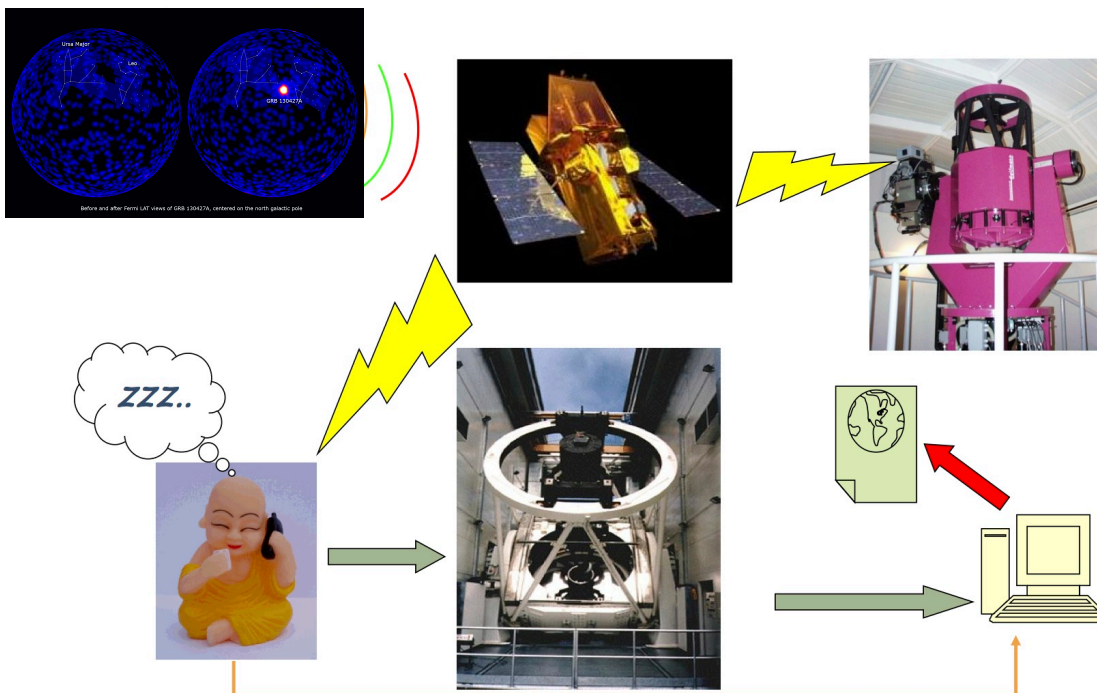 Ursa Major
Leo
GRB 130427A
Before and after Fermi LAT views of GRB 130427A, centered on the north galactic pole
ZZZ..